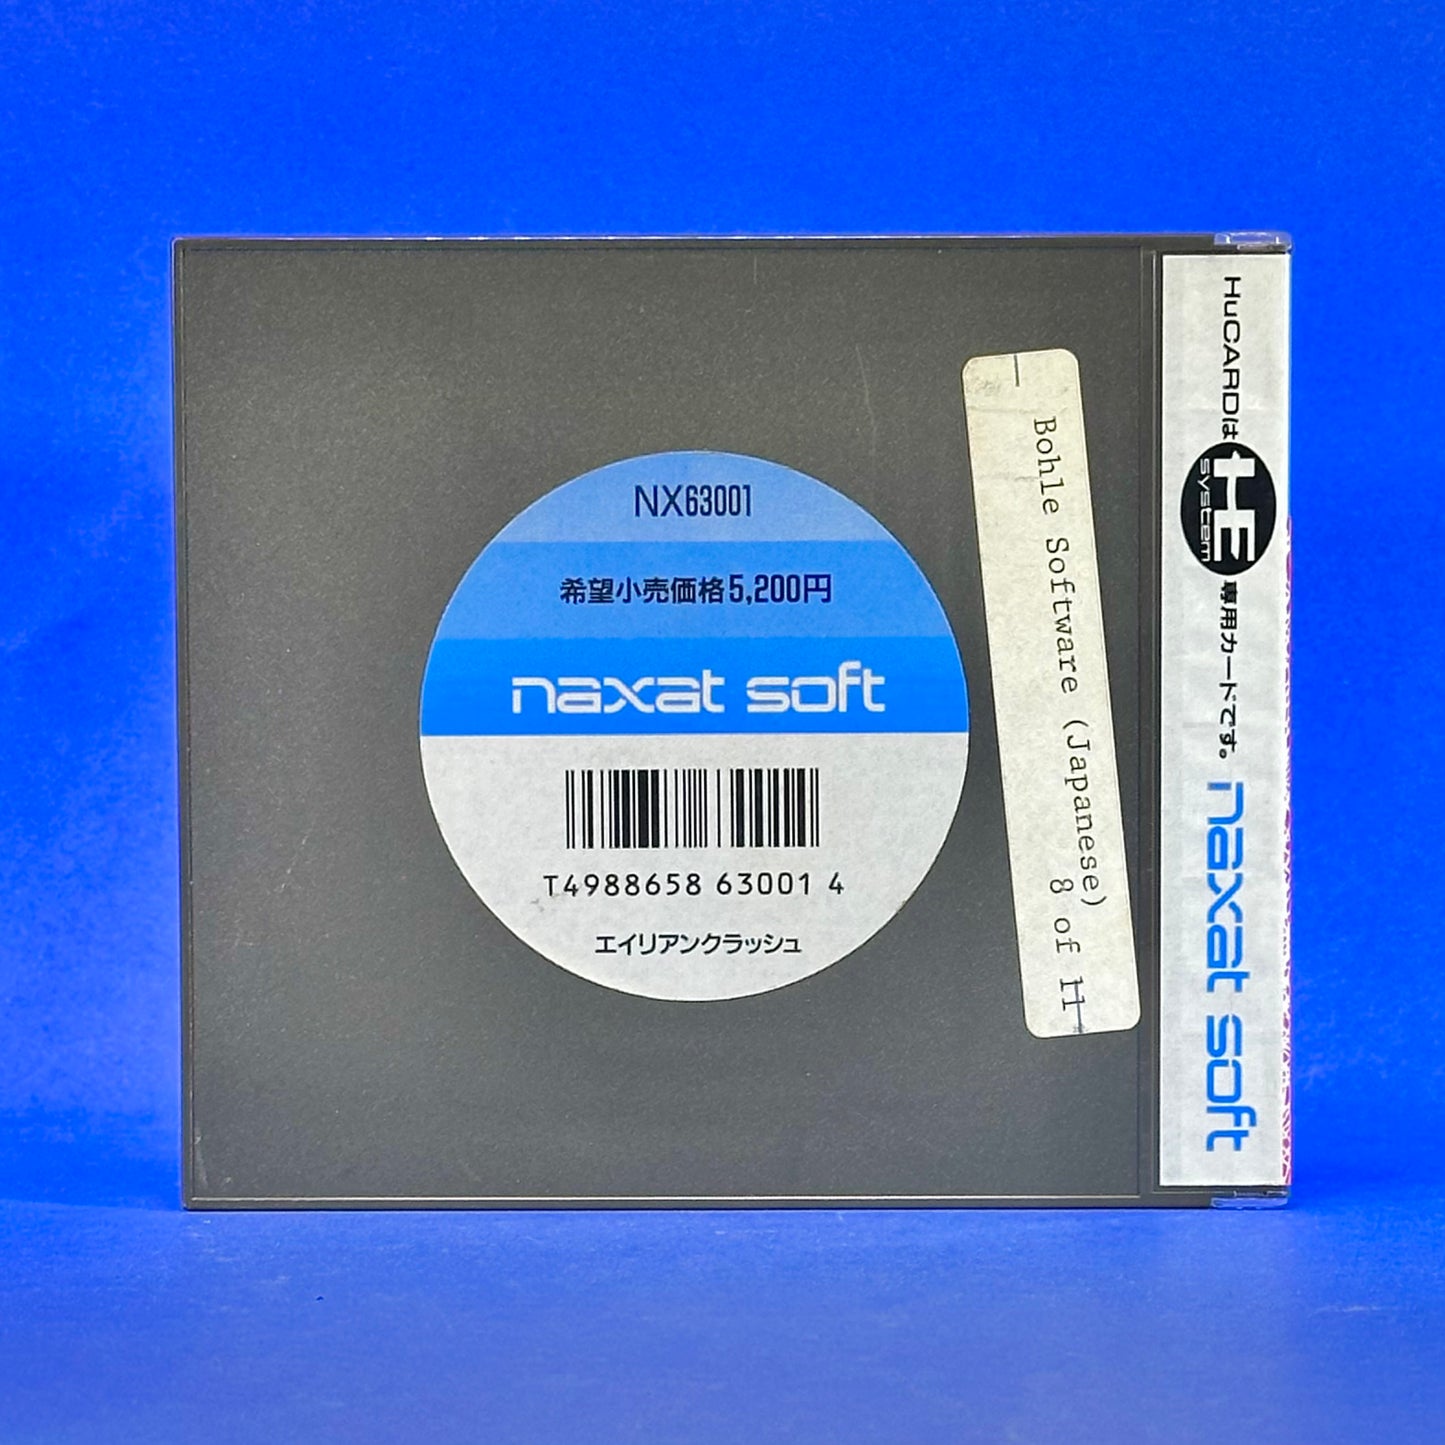 NX63001
希望小売価格5,200円
naxat soft
T4988658 63001 4
エイリアンクラッシュ
Bohle Software (Japanese)
8 of 11
HuCARDは HE system 専用カードです。 naxat soft